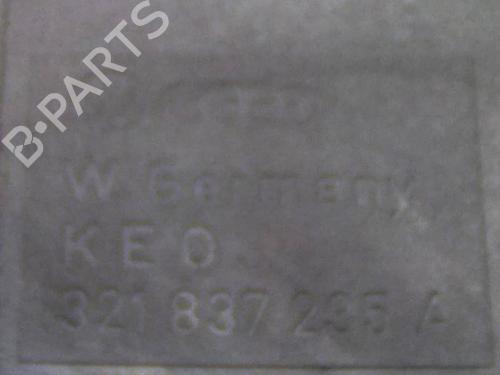 B-PARTS
W. Germany
KEO
321 837 235 A